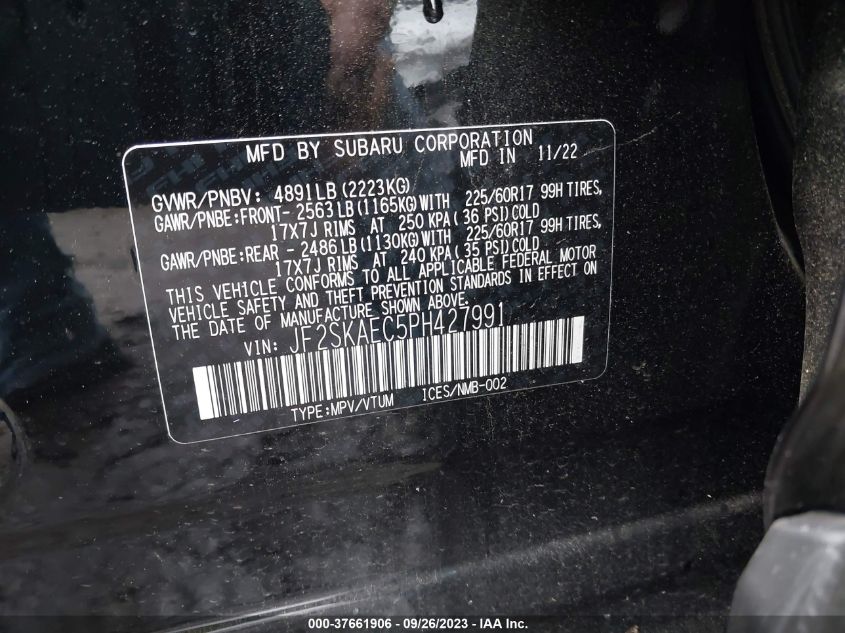 MFD BY SUBARU CORPORATION
MFD IN 11/22
GVWR/PNBV: 4891LB(2223KG)
GAWR/PNBE:FRONT- 2563LB(1165KG)WITH 225/60R17 99H TIRES,
17X7J RIMS AT 250 KPA(36 PSI)COLD
GAWR/PNBE:REAR - 2486LB(1130KG)WITH 225/60R17 99H TIRES,
17X7J RIMS AT 240 KPA(35 PSI)COLD
THIS VEHICLE CONFORMS TO ALL APPLICABLE FEDERAL MOTOR
VEHICLE SAFETY AND THEFT PREVENTION STANDARDS IN EFFECT ON
THE DATE OF MANUFACTURE SHOWN ABOVE.
VIN: JF2SKAEC5PH427991
TYPE:MPV/VTUM ICES/NMB-002
000-37661906 - 09/26/2023 - IAA Inc.